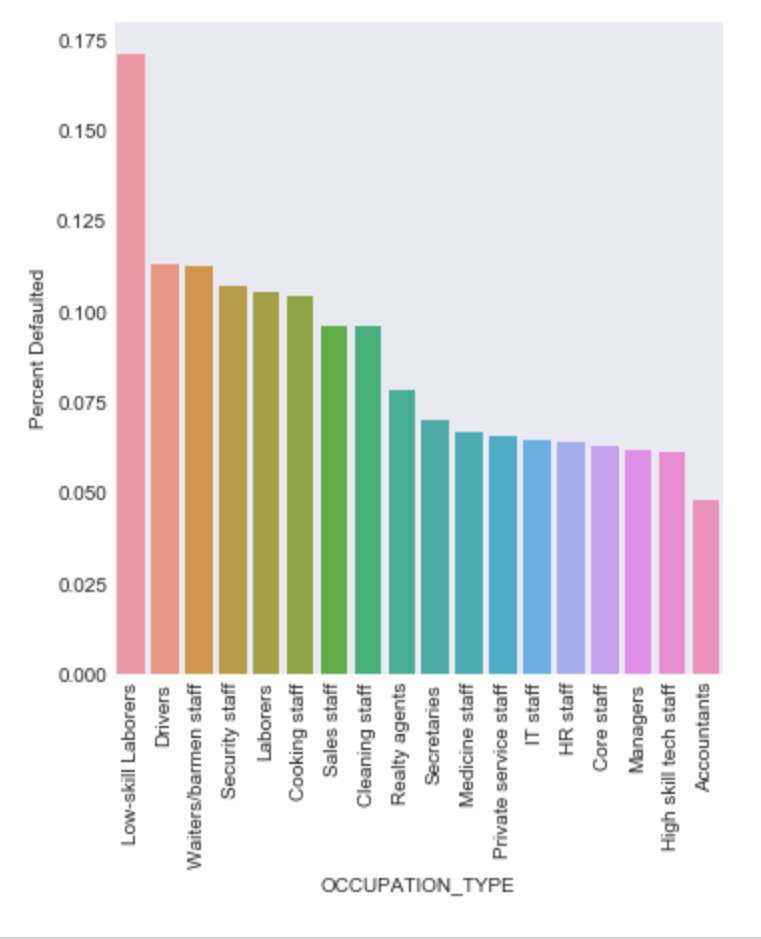 0.175
0.150
0.125
0.100
0.075
0.050
0.025
0.000
Percent Defaulted
Low-skill Laborers
Drivers
Waiters/barmen staff
Security staff
Laborers
Cooking staff
Sales staff
Cleaning staff
Realty agents
Secretaries
Medicine staff
Private service staff
IT staff
HR staff
Core staff
Managers
High skill tech staff
Accountants
OCCUPATION_TYPE